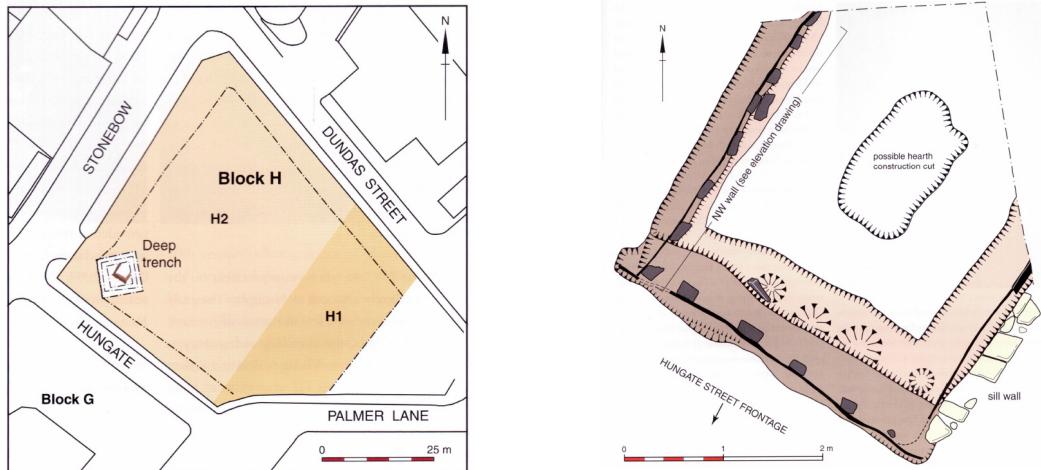 N
STONEBOW
DUNDAS STREET
Block H
H2
Deep
trench
H1
HUNGATE
Block G
PALMER LANE
0
25 m
N
NW wall (see elevation drawing)
possible hearth
construction cut
HUNGATE STREET FRONTAGE
sill wall
0
1
2 m